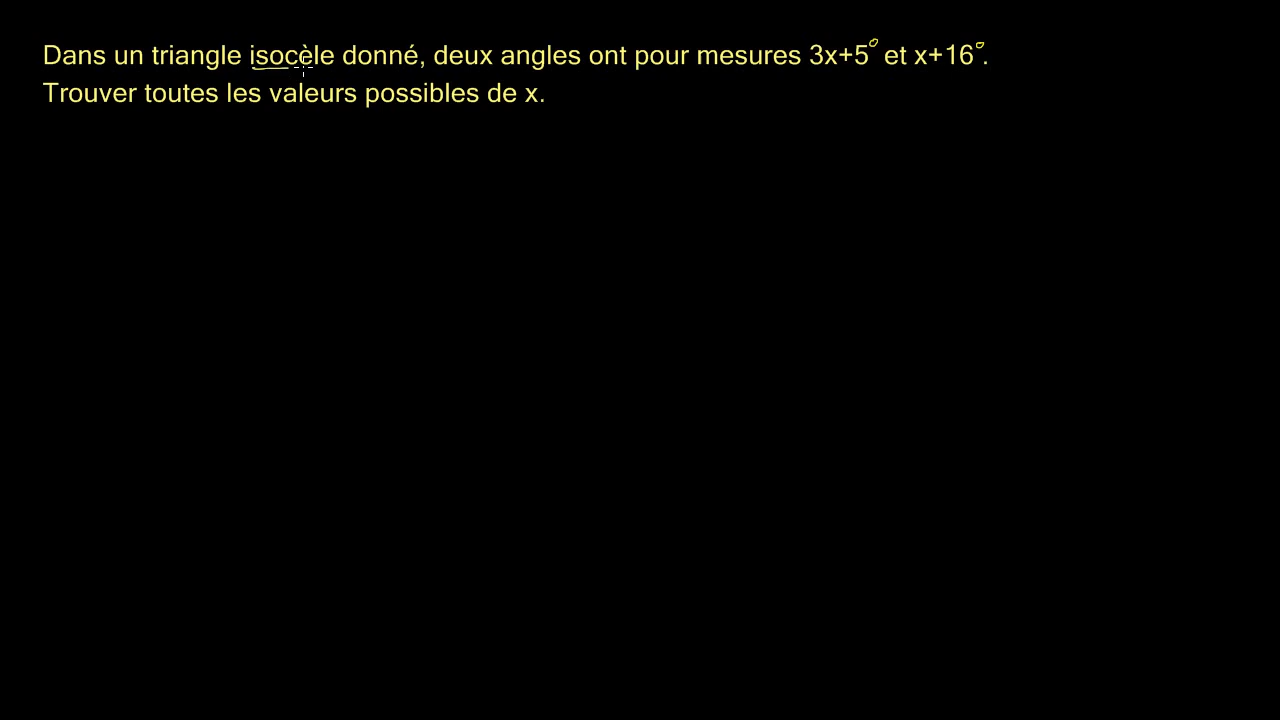 Dans un triangle isocèle donné, deux angles ont pour mesures 3x+5° et x+16°.
Trouver toutes les valeurs possibles de x.